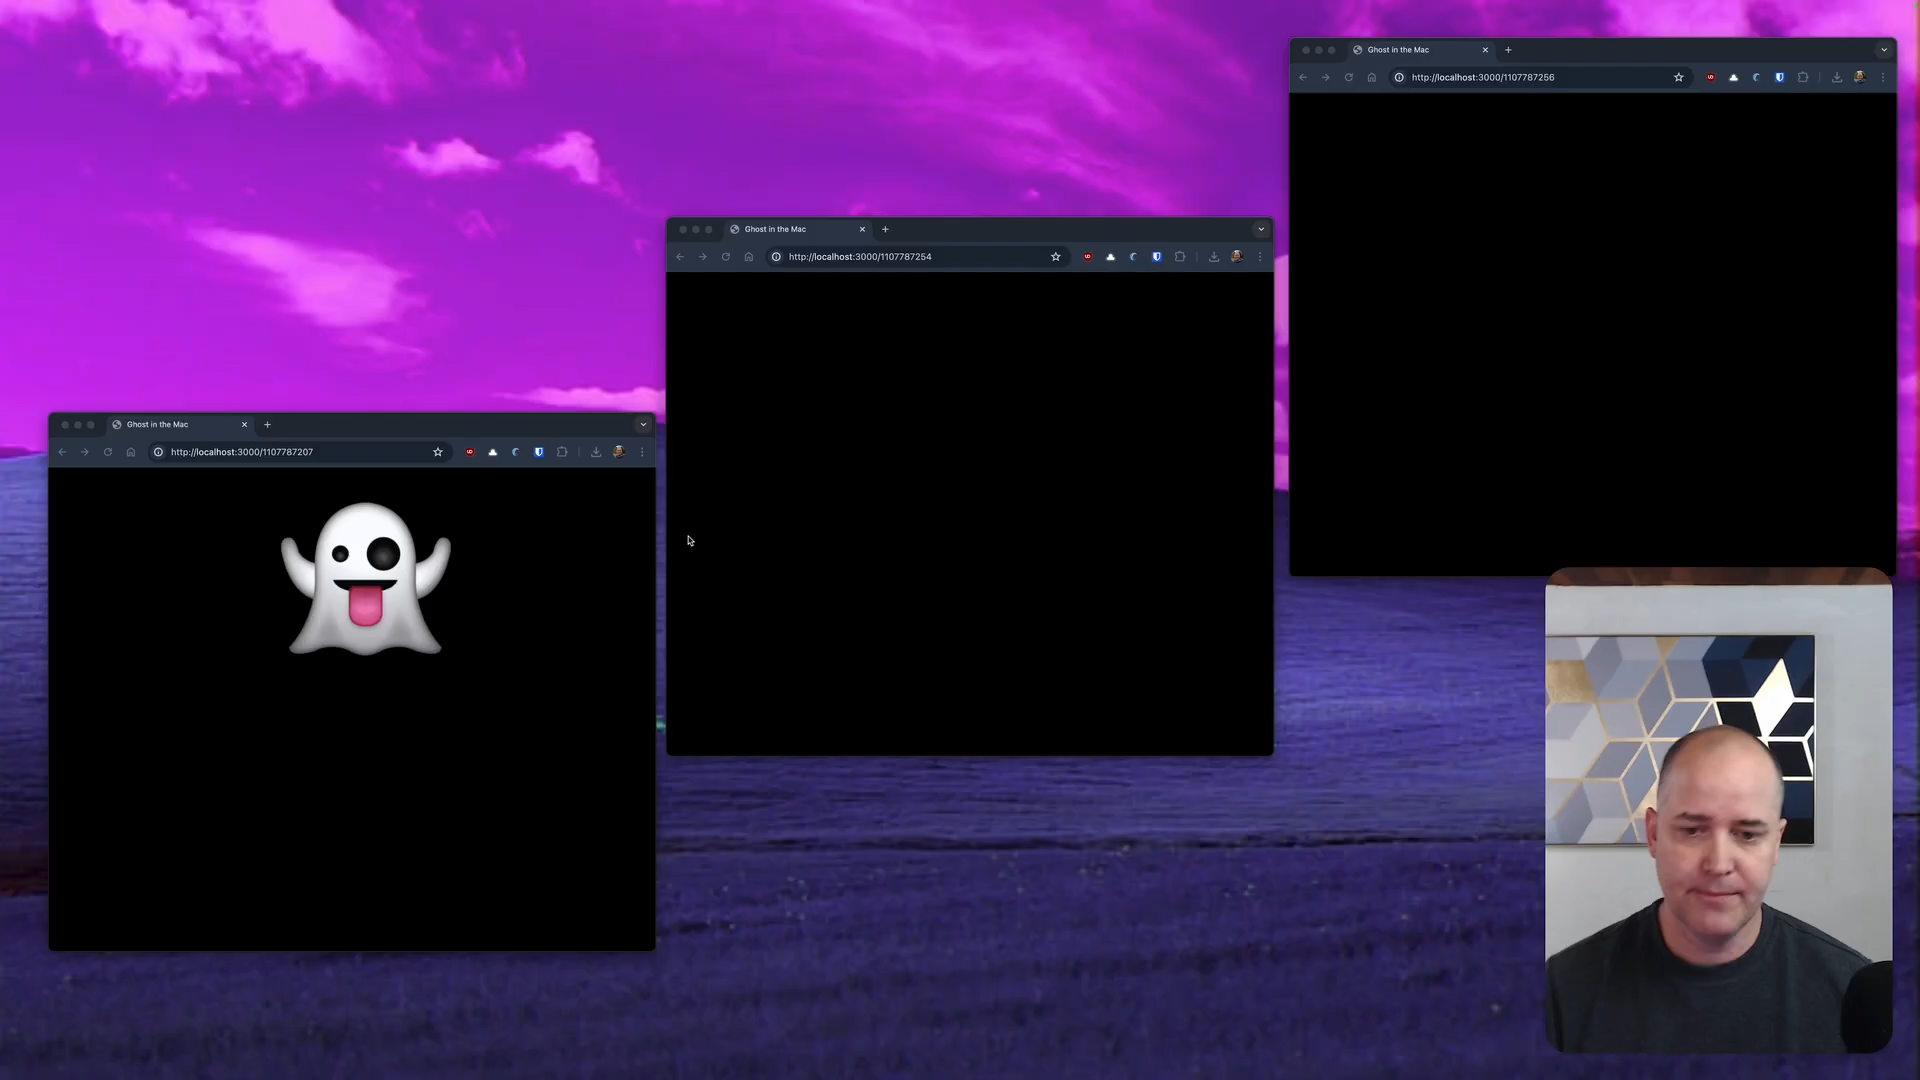 Ghost in the Mac
http://localhost:3000/1107787256
Ghost in the Mac
http://localhost:3000/1107787254
Ghost in the Mac
http://localhost:3000/1107787207